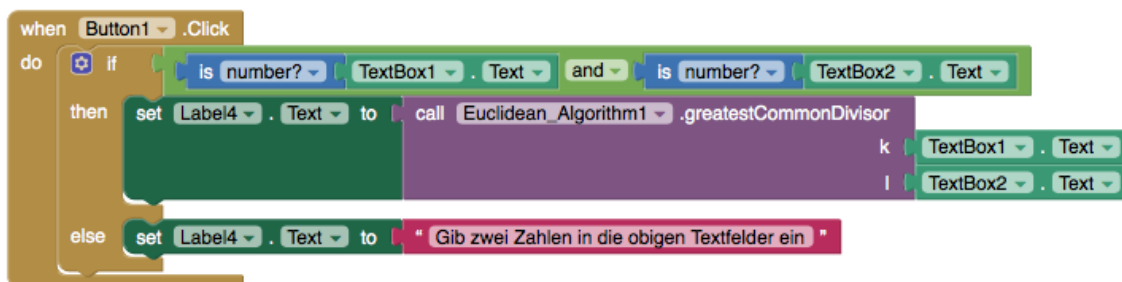 when Button1 .Click
do if is number? TextBox1 . Text and is number? TextBox2 . Text
then set Label4 . Text to call Euclidean_Algorithm1 .greatestCommonDivisor
k TextBox1 . Text
l TextBox2 . Text
else set Label4 . Text to " Gib zwei Zahlen in die obigen Textfelder ein "